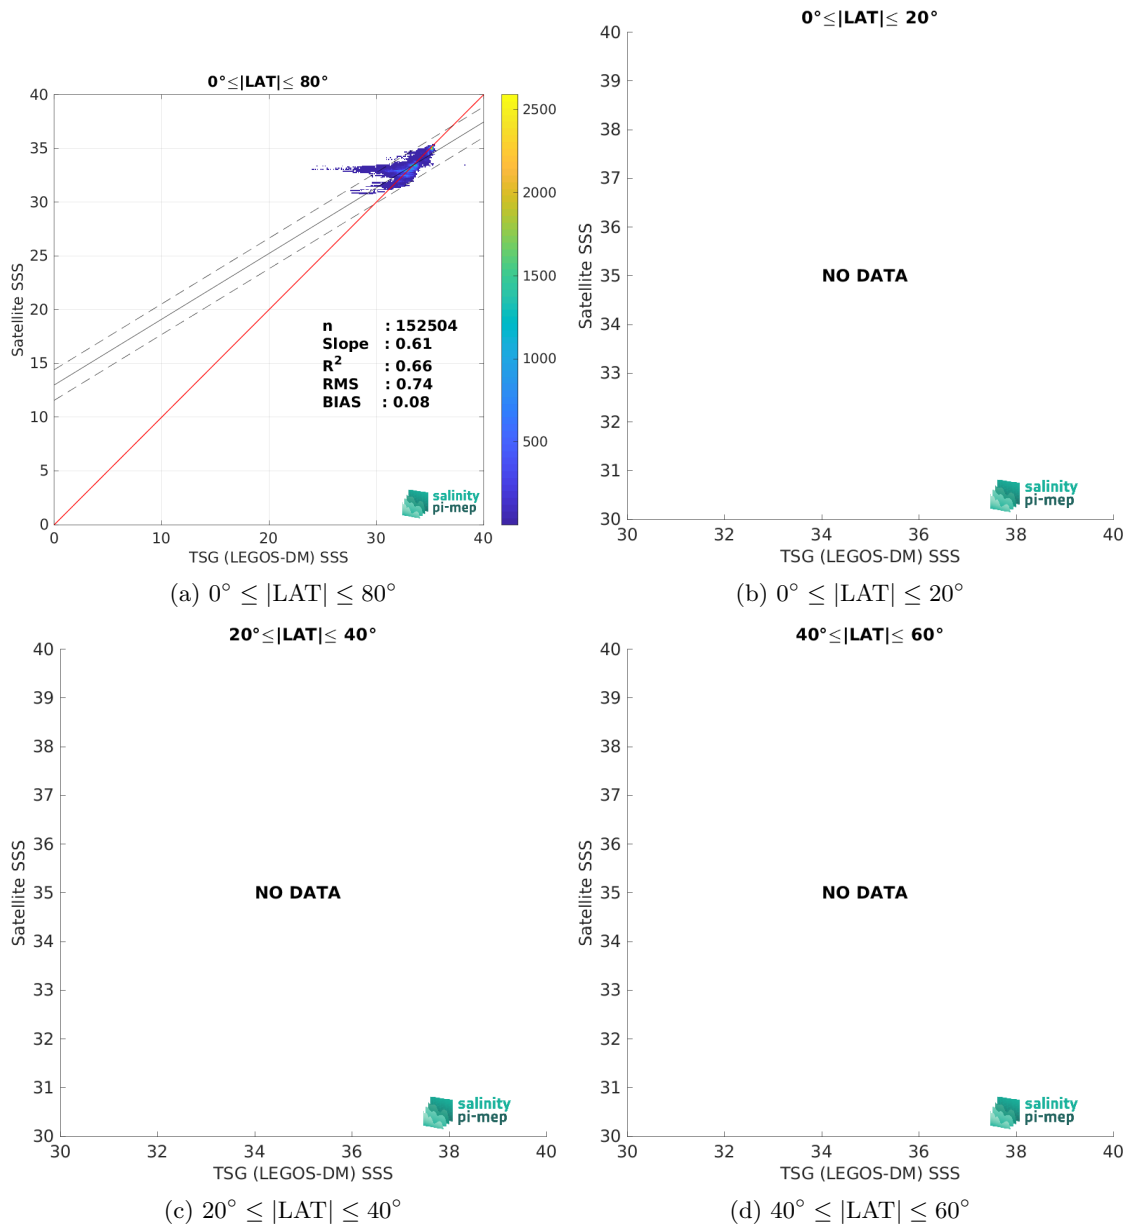 0°≤|LAT|≤ 80°
40
35
30
25
20
15
10
5
0
0
10
20
30
40
Satellite SSS
TSG (LEGOS-DM) SSS
n : 152504
Slope : 0.61
R² : 0.66
RMS : 0.74
BIAS : 0.08
salinity
pi-mep
2500
2000
1500
1000
500
(a) 0° ≤ |LAT| ≤ 80°
0°≤|LAT|≤ 20°
40
39
38
37
36
35
34
33
32
31
30
30
32
34
36
38
40
Satellite SSS
NO DATA
salinity
pi-mep
TSG (LEGOS-DM) SSS
(b) 0° ≤ |LAT| ≤ 20°
20°≤|LAT|≤ 40°
40
39
38
37
36
35
34
33
32
31
30
30
32
34
36
38
40
Satellite SSS
NO DATA
salinity
pi-mep
TSG (LEGOS-DM) SSS
(c) 20° ≤ |LAT| ≤ 40°
40°≤|LAT|≤ 60°
40
39
38
37
36
35
34
33
32
31
30
30
32
34
36
38
40
Satellite SSS
NO DATA
salinity
pi-mep
TSG (LEGOS-DM) SSS
(d) 40° ≤ |LAT| ≤ 60°